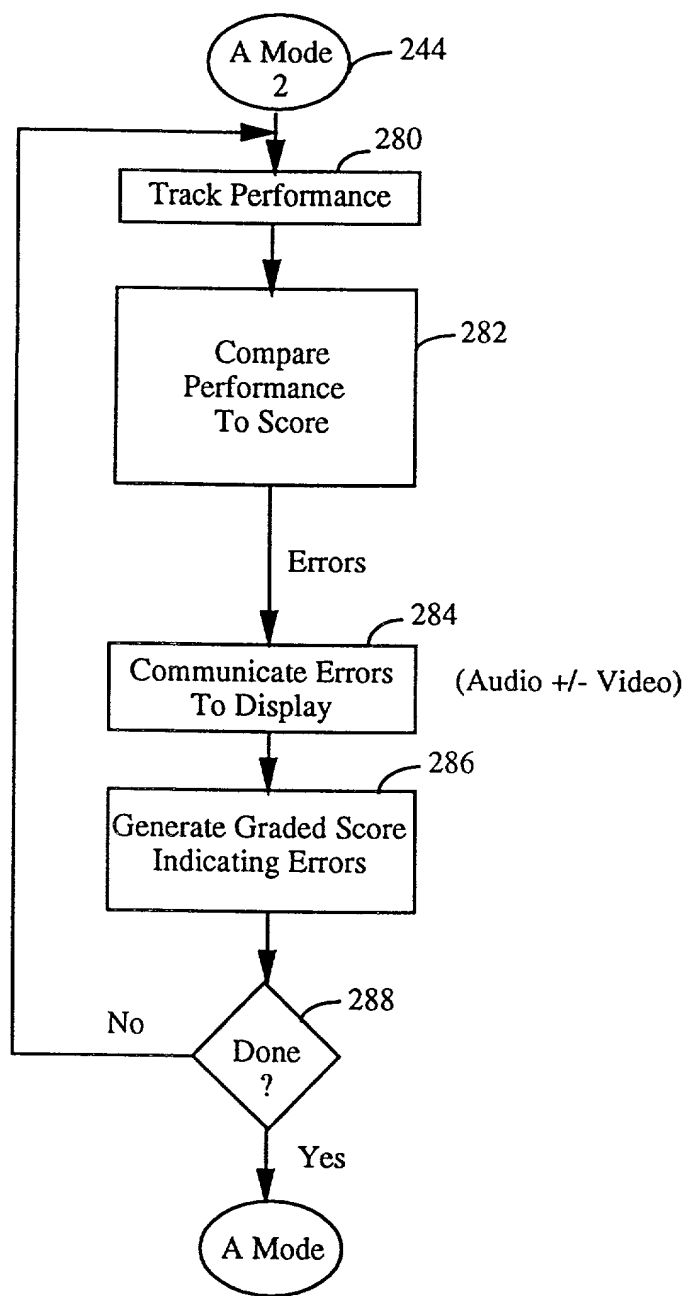 A Mode
2
244
280
Track Performance
282
Compare
Performance
To Score
Errors
284
Communicate Errors
To Display
(Audio +/- Video)
286
Generate Graded Score
Indicating Errors
288
No
Done
?
Yes
A Mode